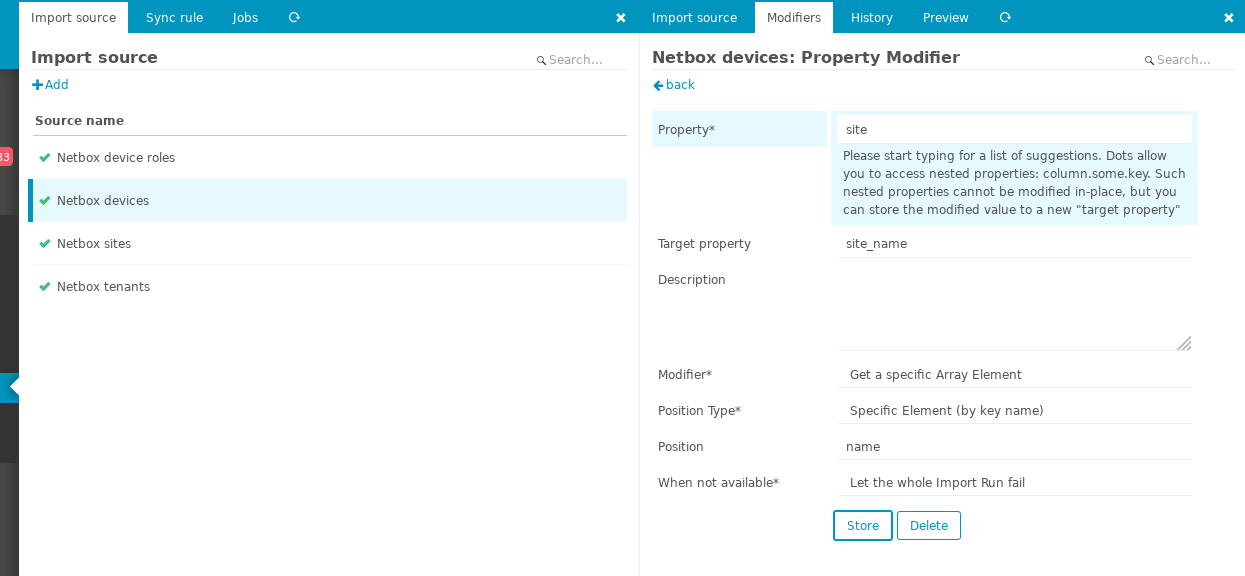 Import source
Sync rule
Jobs
Import source
Search...
Add
Source name
Netbox device roles
Netbox devices
Netbox sites
Netbox tenants
Import source
Modifiers
History
Preview
Netbox devices: Property Modifier
Search...
back
Property*
site
Please start typing for a list of suggestions. Dots allow
you to access nested properties: column.some.key. Such
nested properties cannot be modified in-place, but you
can store the modified value to a new "target property"
Target property
site_name
Description
Modifier*
Get a specific Array Element
Position Type*
Specific Element (by key name)
Position
name
When not available*
Let the whole Import Run fail
Store
Delete